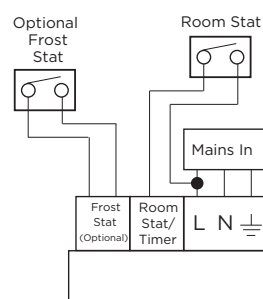 Optional
Frost
Stat
Room Stat
Mains In
Frost
Stat
(Optional)
Room
Stat/
Timer
L N